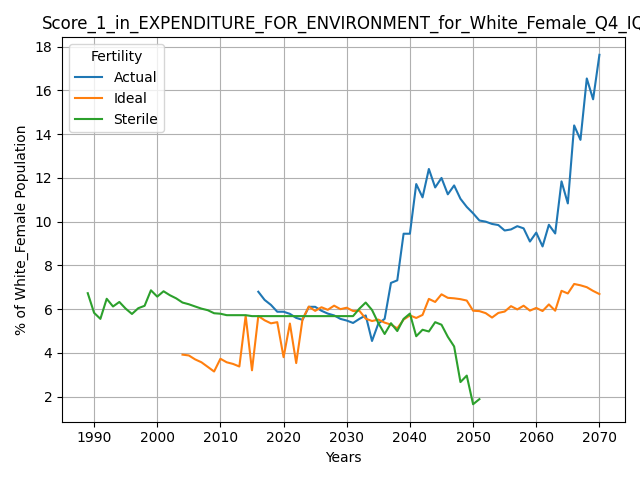 Score_1_in_EXPENDITURE_FOR_ENVIRONMENT_for_White_Female_Q4_IQ
Fertility
Actual
Ideal
Sterile
% of White_Female Population
18
16
14
12
10
8
6
4
2
1990 2000 2010 2020 2030 2040 2050 2060 2070
Years